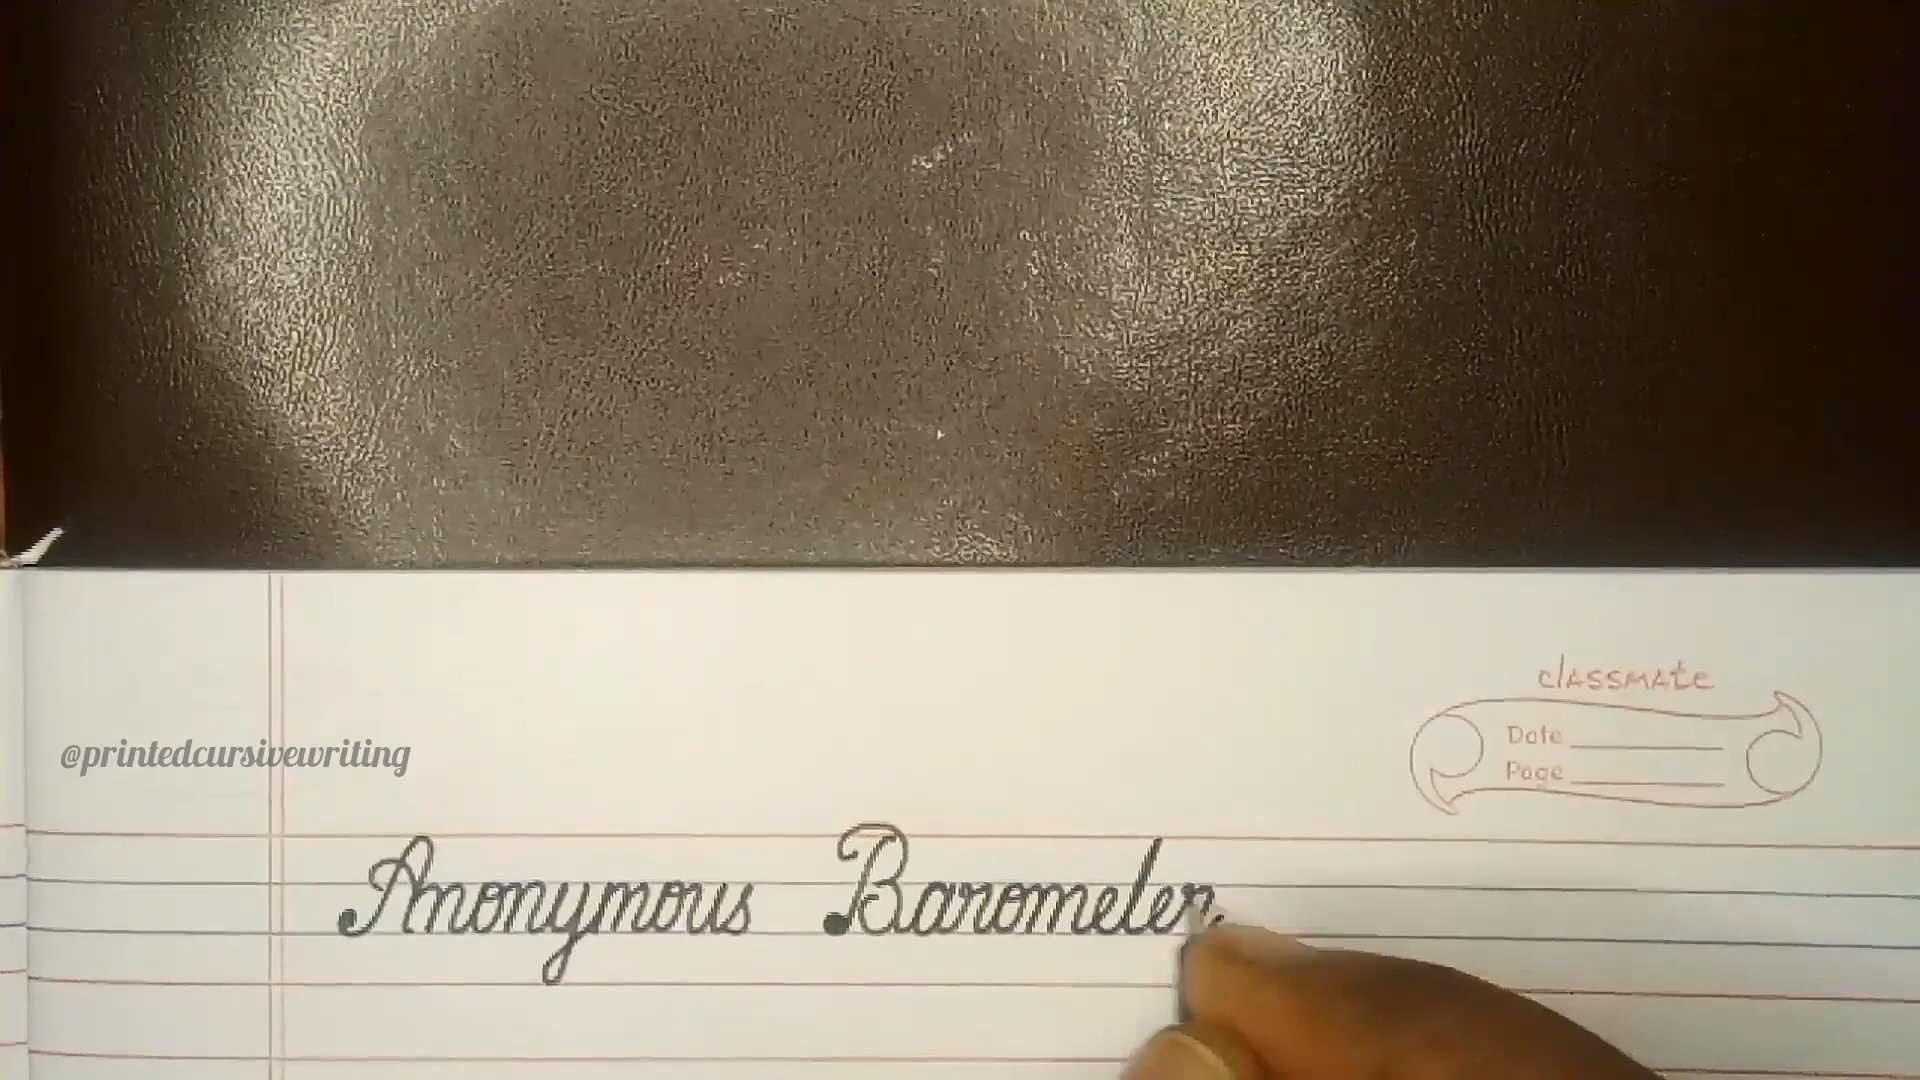 classmate
Date
Page
@printedcursivewriting
Anonymous Barometer